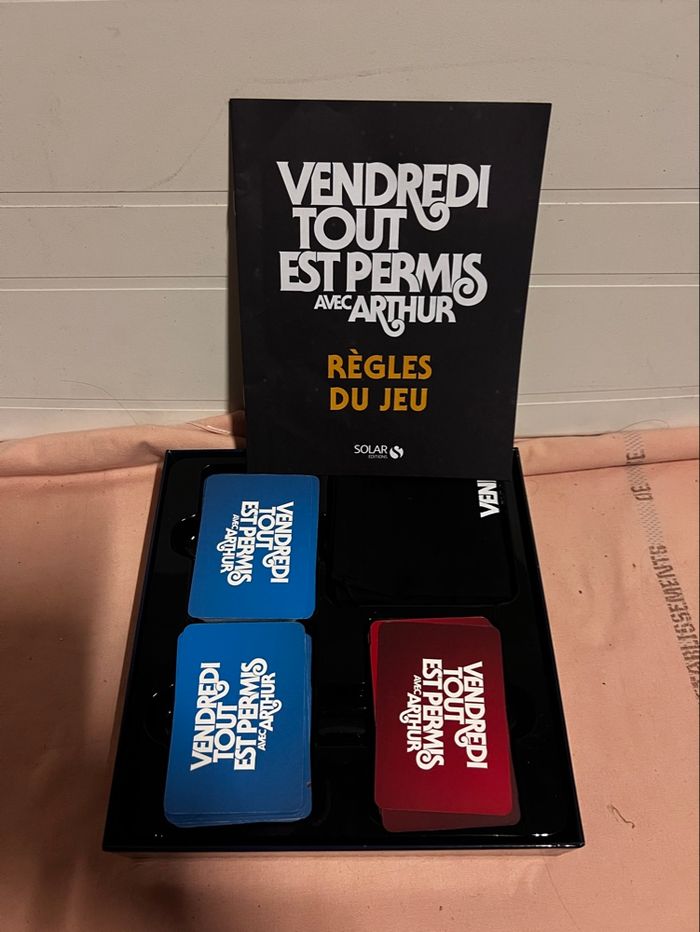 VENDREDI
TOUT
EST PERMIS
AVEC ARTHUR
RÈGLES
DU JEU
SOLAR
EDITIONS
VENDREDI
TOUT
EST PERMIS
AVEC ARTHUR
VENDREDI
TOUT
EST PERMIS
AVEC ARTHUR
VENDREDI
TOUT
EST PERMIS
AVEC ARTHUR